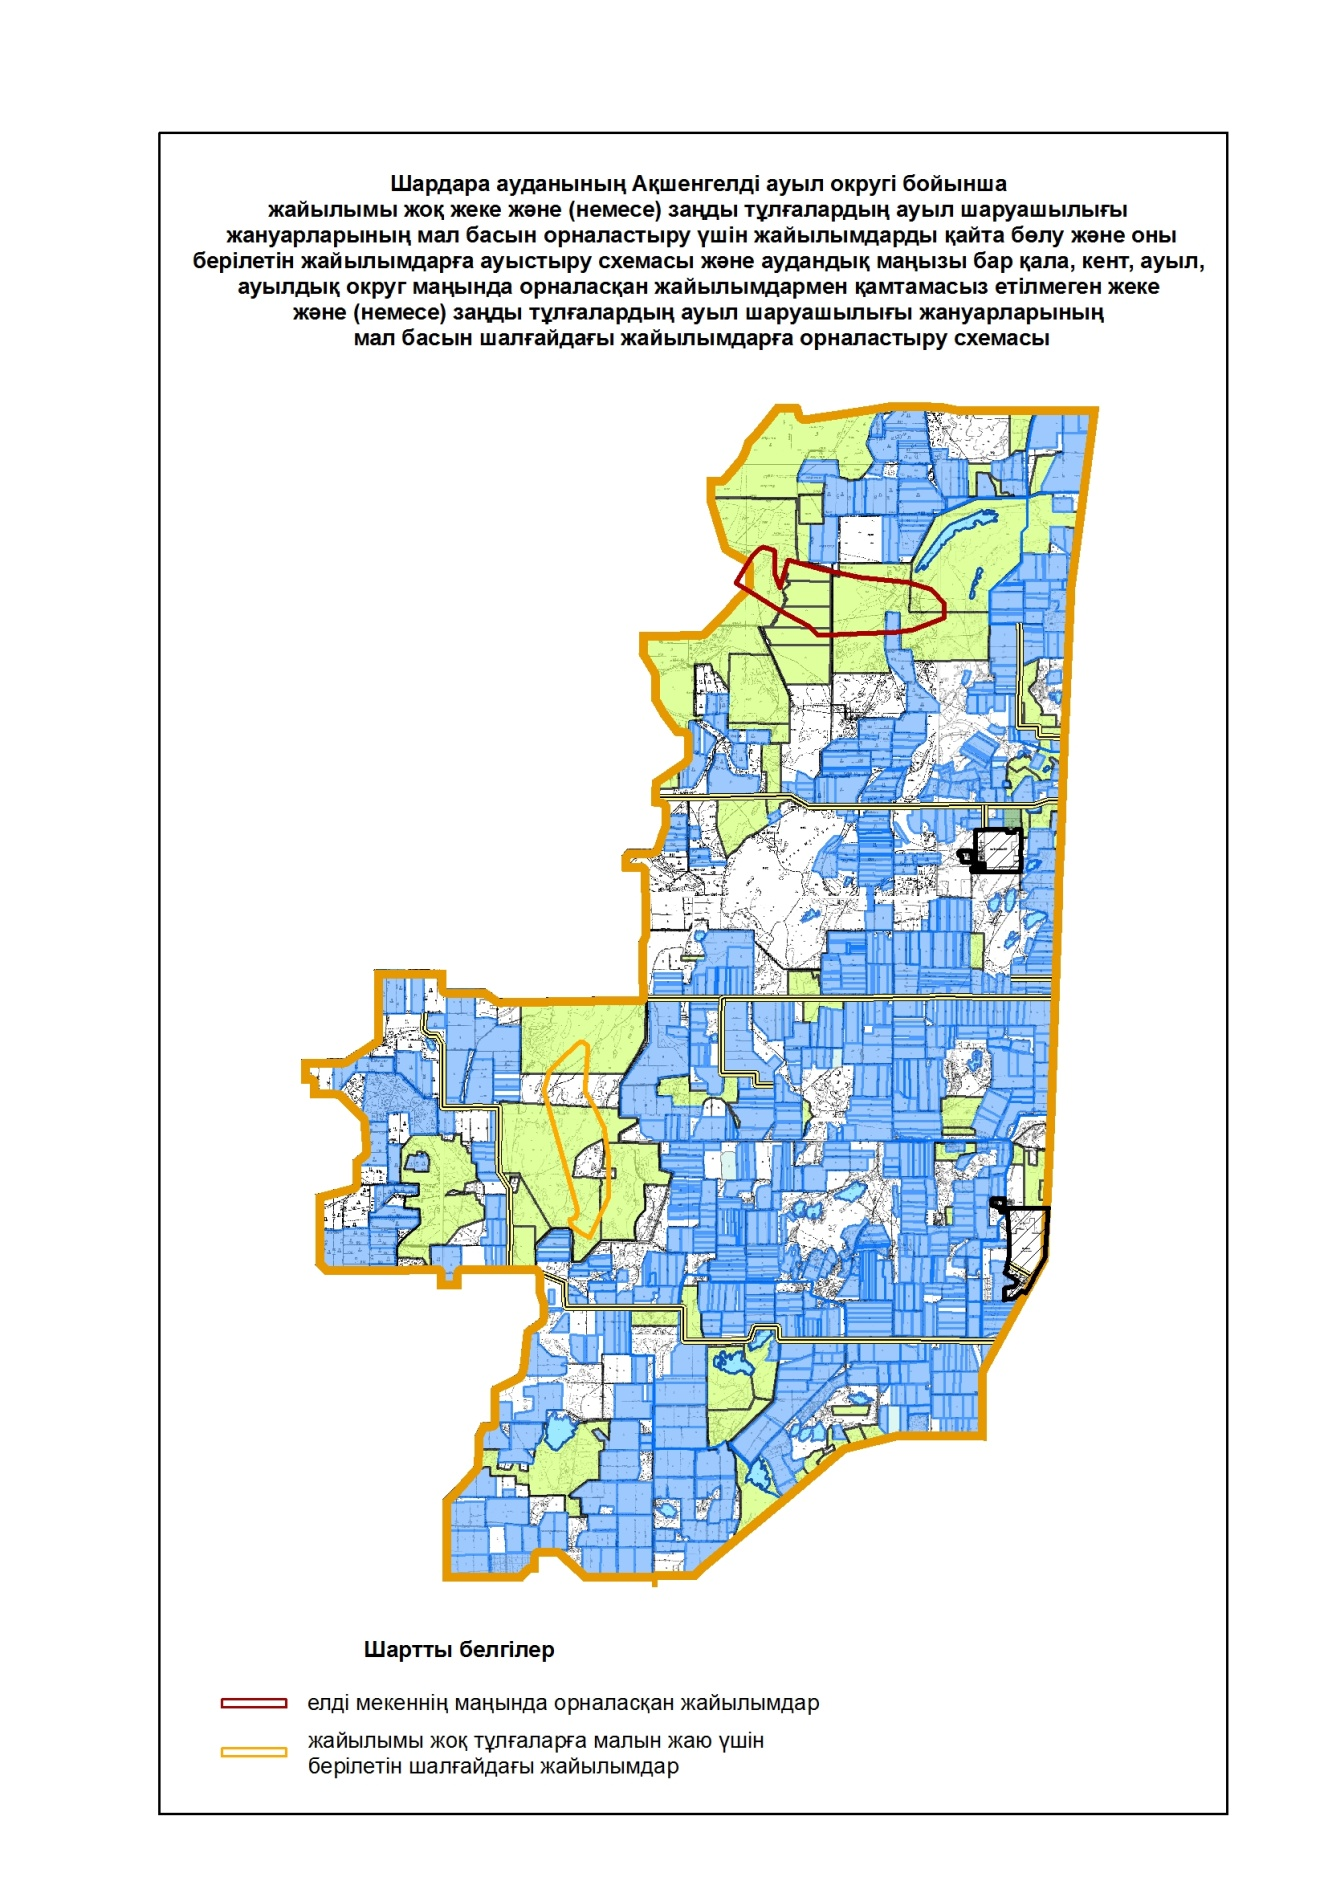 Шардара ауданының Ақшенгелді ауыл округі бойынша
жайылымы жоқ жеке және (немесе) заңды тұлғалардың ауыл шаруашылығы
жануарларының мал басын орналастыру үшін жайылымдарды қайта бөлу және оны
берілетін жайылымдарға ауыстыру схемасы және аудандық маңызы бар қала, кент, ауыл,
ауылдық округ маңында орналасқан жайылымдармен қамтамасыз етілмеген жеке
және (немесе) заңды тұлғалардың ауыл шаруашылығы жануарларының
мал басын шалғайдағы жайылымдарға орналастыру схемасы
Шартты белгілер
елді мекеннің маңында орналасқан жайылымдар
жайылымы жоқ тұлғаларға малын жаю үшін
берілетін шалғайдағы жайылымдар